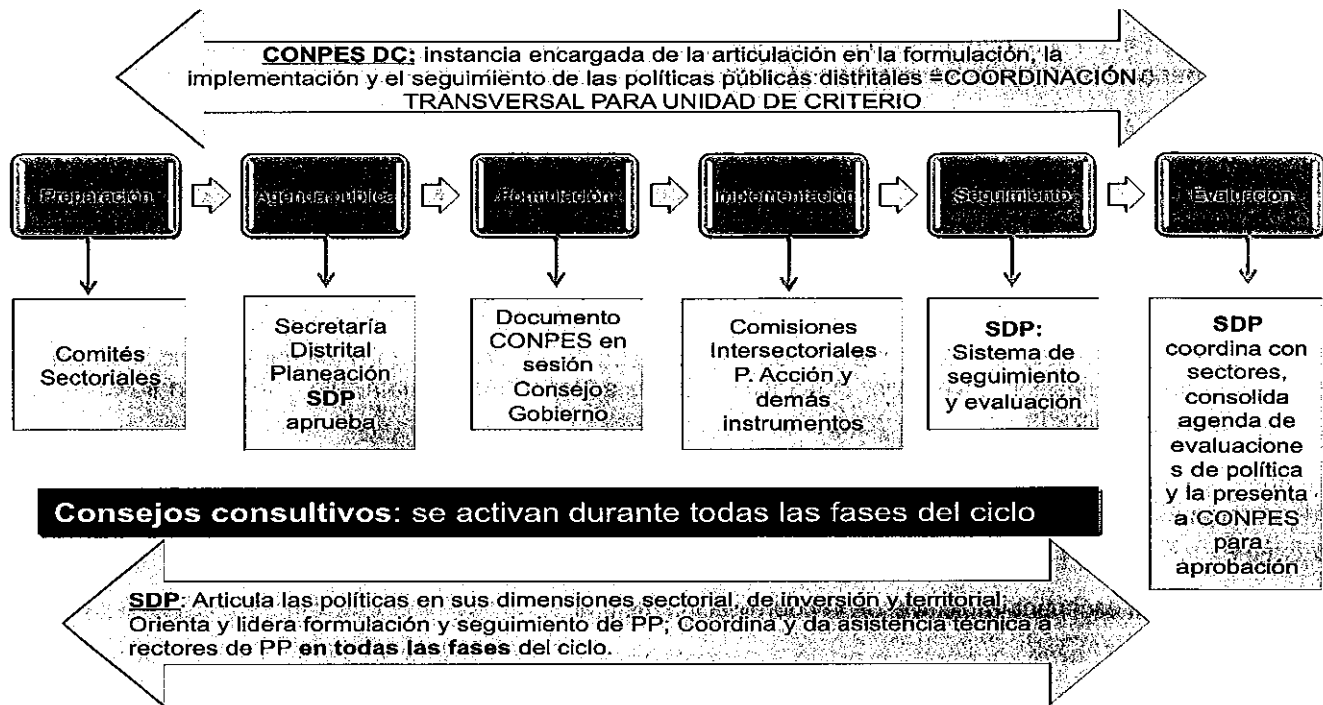 CONPES DC: instancia encargada de la articulación en la formulación, la
implementación y el seguimiento de las políticas públicas distritales =COORDINACIÓN
TRANSVERSAL PARA UNIDAD DE CRITERIO
Preparación
Agenda pública
Formulación
Implementación
Seguimiento
Evaluación
Comités
Sectoriales
Secretaría
Distrital
Planeación
SDP
aprueba
Documento
CONPES en
sesión
Consejo
Gobierno
Comisiones
Intersectoriales
P. Acción y
demás
instrumentos
SDP:
Sistema de
seguimiento
y evaluación
SDP
coordina con
sectores,
consolida
agenda de
evaluacione
s de política
y la presenta
a CONPES
para
aprobación
Consejos consultivos: se activan durante todas las fases del ciclo
SDP: Articula las políticas en sus dimensiones sectorial, de inversión y territorial.
Orienta y lidera formulación y seguimiento de PP, Coordina y da asistencia técnica a
rectores de PP en todas las fases del ciclo.